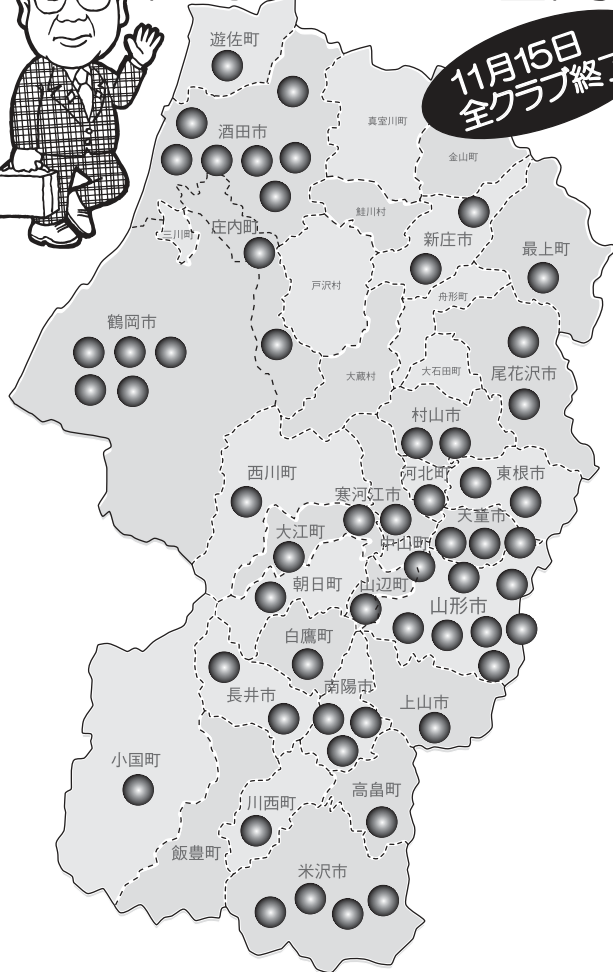 遊佐町
11月15日
全クラブ終了
酒田市
真室川町
金山町
鮭川村
三川町
庄内町
新庄市
最上町
戸沢村
舟形町
鶴岡市
大蔵村
大石田町
尾花沢市
村山市
西川町
河北町
東根市
寒河江市
天童市
大江町
中山町
朝日町
山辺町
山形市
白鷹町
長井市
南陽市
上山市
小国町
高畠町
川西町
飯豊町
米沢市